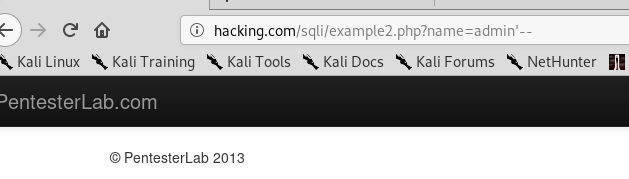 hacking.com/sqli/example2.php?name=admin'--
Kali Linux Kali Training Kali Tools Kali Docs Kali Forums NetHunter
PentesterLab.com
© PentesterLab 2013